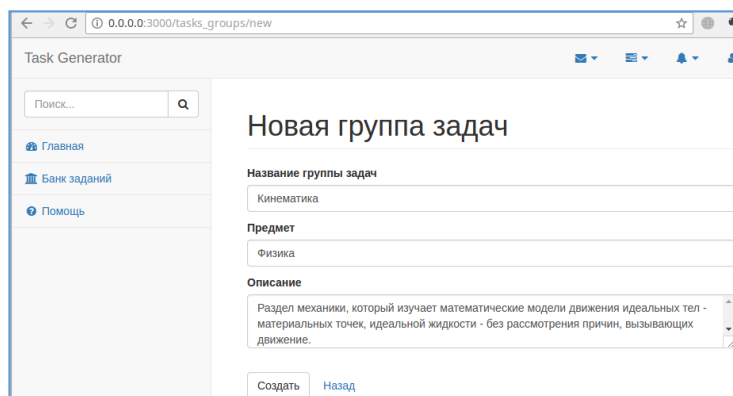 0.0.0.0:3000/tasks_groups/new
Task Generator
Поиск...
Главная
Банк заданий
Помощь
Новая группа задач
Название группы задач
Кинематика
Предмет
Физика
Описание
Раздел механики, который изучает математические модели движения идеальных тел -
материальных точек, идеальной жидкости - без рассмотрения причин, вызывающих
движение.
Создать Назад